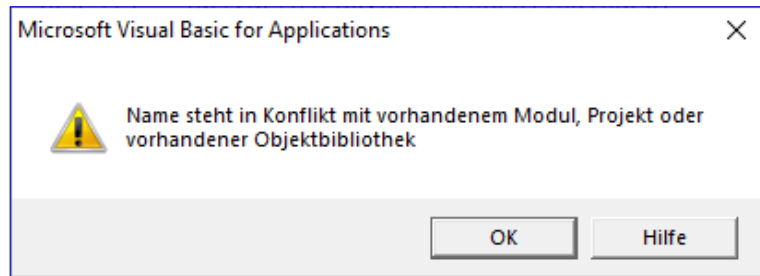 Microsoft Visual Basic for Applications
Name steht in Konflikt mit vorhandenem Modul, Projekt oder
vorhandener Objektbibliothek
OK
Hilfe